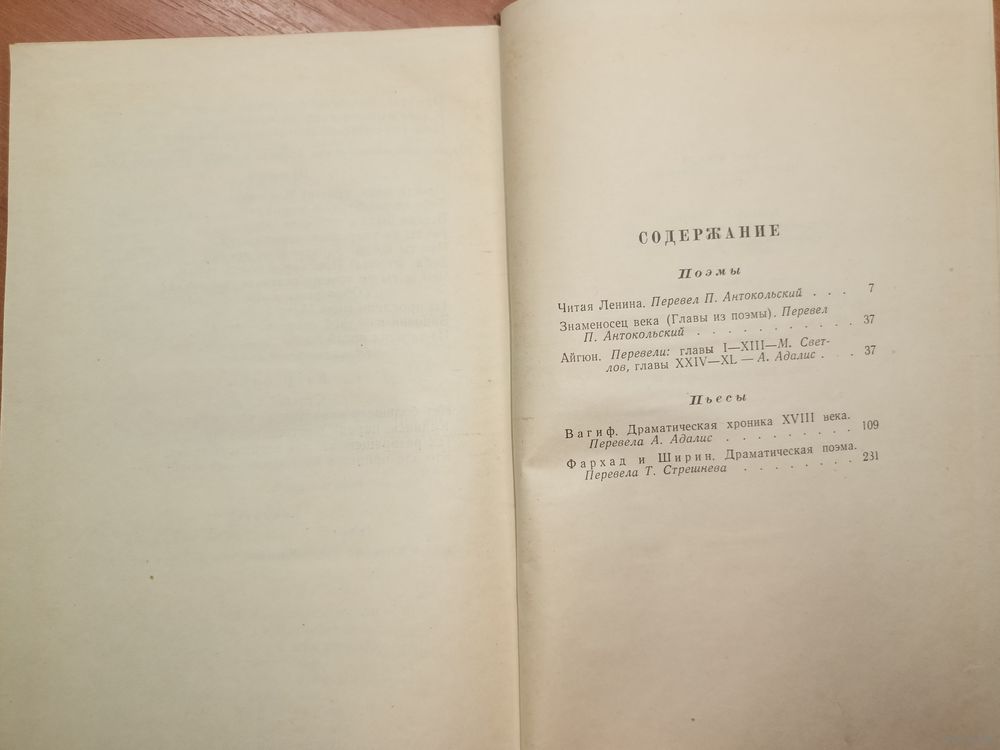 СОДЕРЖАНИЕ
Поэмы
Читая Ленина. Перевел П. Антокольский . . . 7
Знаменосец века (Главы из поэмы). Перевел
П. Антокольский . . . . . . . . . . 37
Айгюн. Перевели: главы I—XIII—М. Свет-
лов, главы XXIV—XL — А. Адалис . . . 37
Пьесы
Вагиф. Драматическая хроника XVIII века.
Перевела А. Адалис . . . . . . . . . 109
Фархад и Ширин. Драматическая поэма.
Перевела Т. Стрешнева . . . . . . . . 231